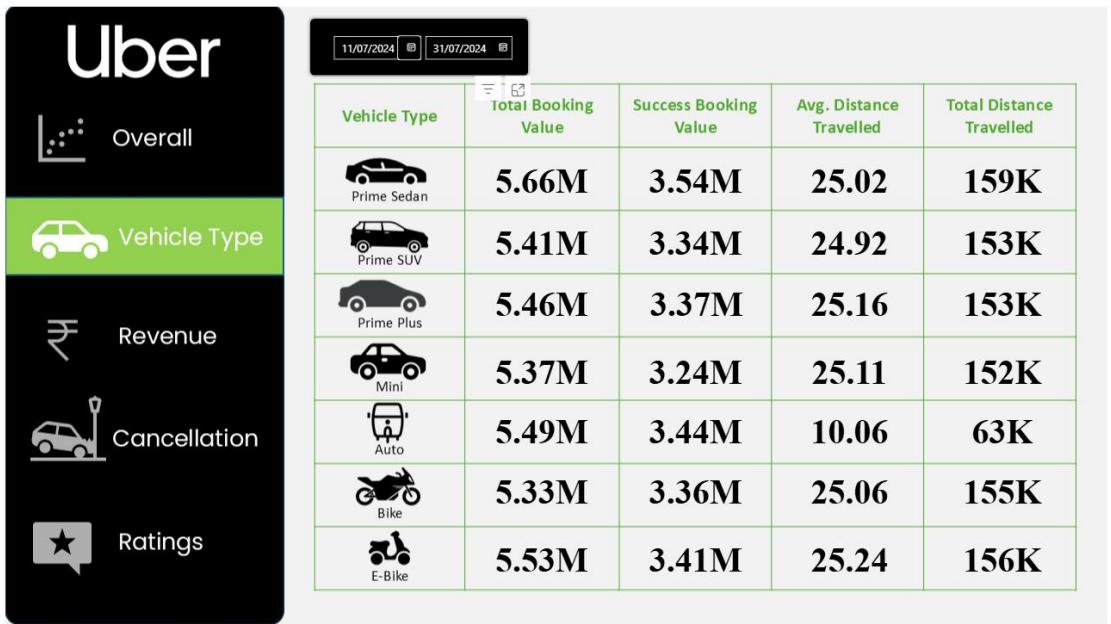 Uber
Overall
Vehicle Type
Revenue
Cancellation
Ratings
11/07/2024 31/07/2024
Vehicle Type Total Booking Value Success Booking Value Avg. Distance Travelled Total Distance Travelled
Prime Sedan 5.66M 3.54M 25.02 159K
Prime SUV 5.41M 3.34M 24.92 153K
Prime Plus 5.46M 3.37M 25.16 153K
Mini 5.37M 3.24M 25.11 152K
Auto 5.49M 3.44M 10.06 63K
Bike 5.33M 3.36M 25.06 155K
E-Bike 5.53M 3.41M 25.24 156K